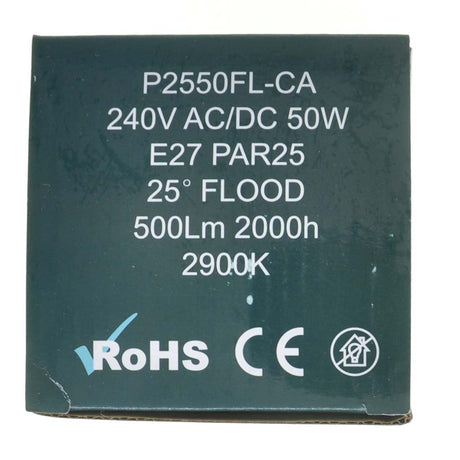 P2550FL-CA
240V AC/DC 50W
E27 PAR25
25° FLOOD
500Lm 2000h
2900K
RoHS CE